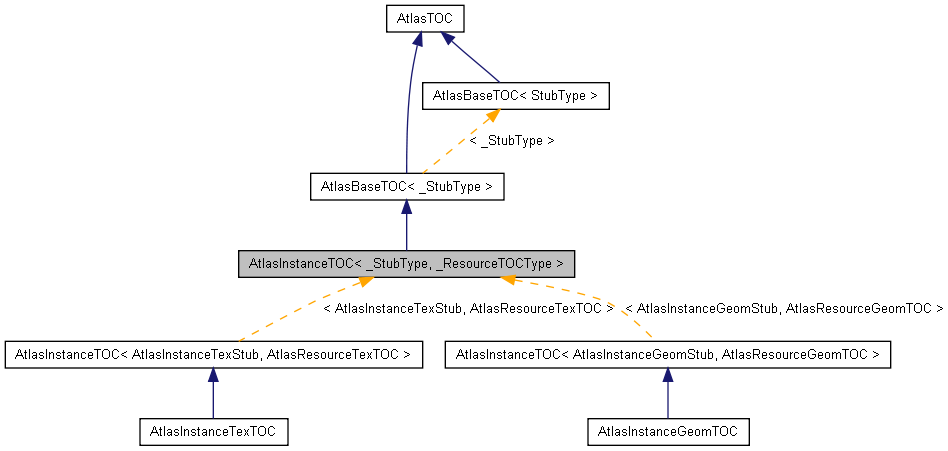 AtlasTOC
AtlasBaseTOC< StubType >
< _StubType >
AtlasBaseTOC< _StubType >
AtlasInstanceTOC< _StubType, _ResourceTOCType >
< AtlasInstanceTexStub, AtlasResourceTexTOC >
< AtlasInstanceGeomStub, AtlasResourceGeomTOC >
AtlasInstanceTOC< AtlasInstanceTexStub, AtlasResourceTexTOC >
AtlasInstanceTOC< AtlasInstanceGeomStub, AtlasResourceGeomTOC >
AtlasInstanceTexTOC
AtlasInstanceGeomTOC